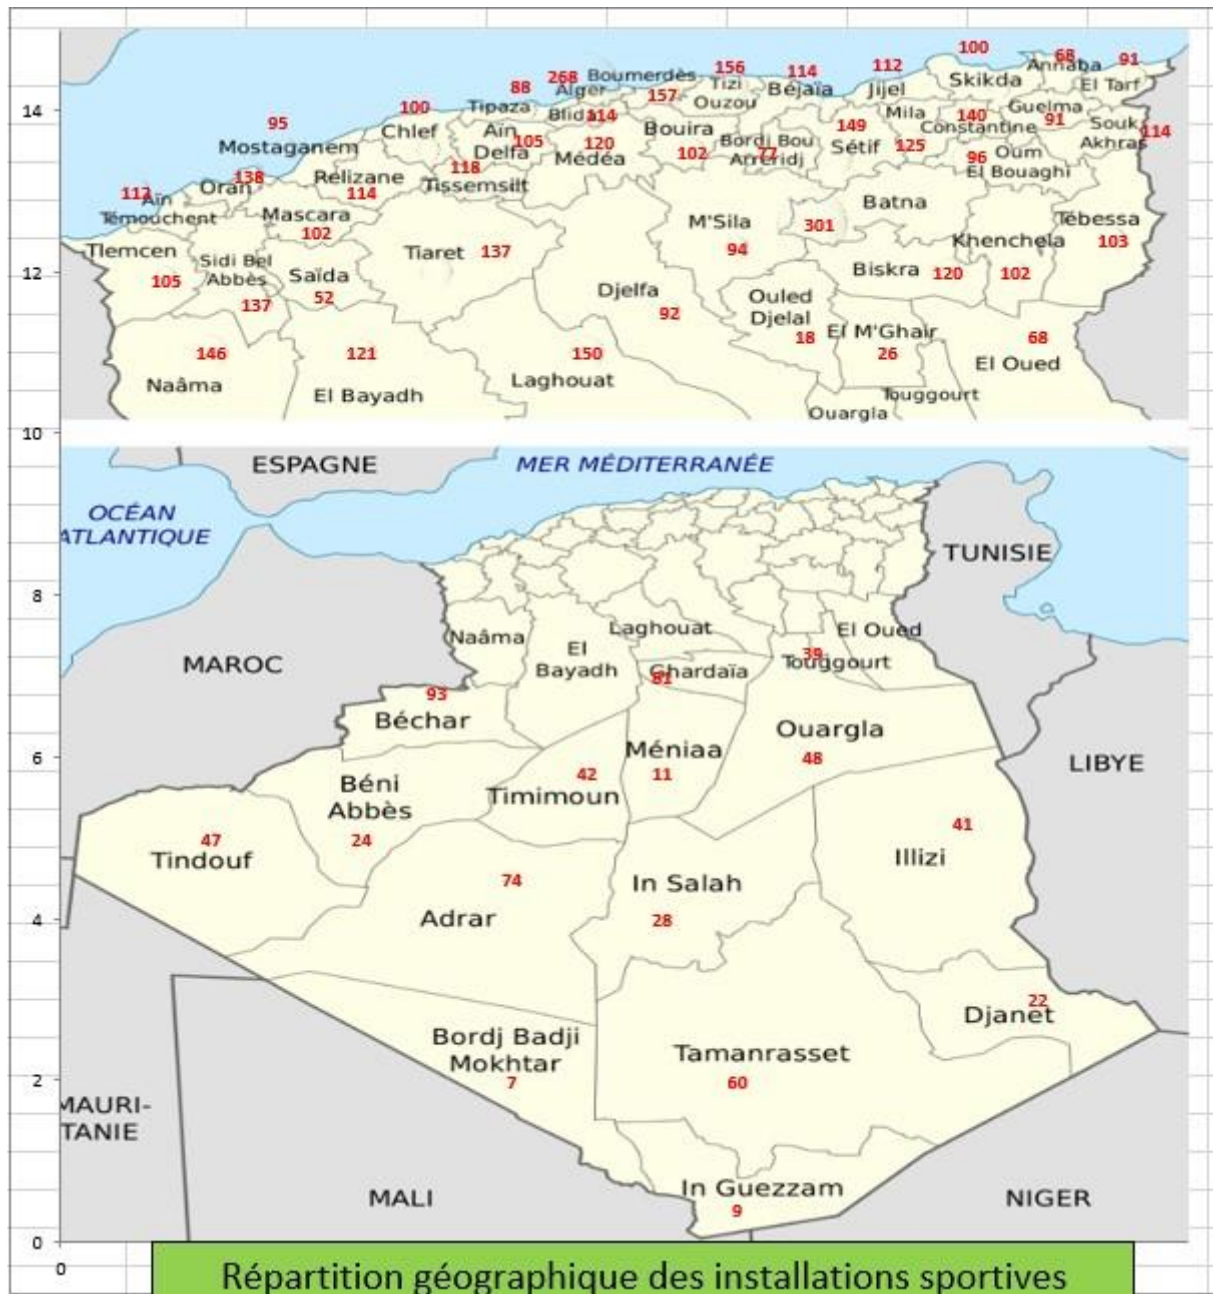 14
12
10
8
6
4
2
0
0
100
68
91
156
114
112
268
88
Boumerdès
Annaba
Alger
Tizi
Ouzou
Béjaïa
Jijel
Skikda
El Tarf
157
100
Tipaza
Blida
114
Mila
140
Guelma
91
95
Chlef
Aïn
Delfa
105
Bouira
149
Constantine
Souk
Akhras
114
Mostaganem
120
Médéa
102
Bordj Bou
Arréridj
77
Sétif
125
96
Oum
El Bouaghi
138
Rélizane
118
Tissemsilt
Oran
114
Aïn
Témouchent
Mascara
102
M'Sila
94
301
Batna
Tébessa
103
Tlemcen
105
Sidi Bel
Abbès
137
Saïda
52
Tiaret
137
Khenchela
102
Biskra
120
Djelfa
92
Ouled
Djelal
18
El M'Ghair
26
68
El Oued
146
Naâma
121
El Bayadh
150
Laghouat
Touggourt
Ouargla
ESPAGNE
MER MÉDITERRANÉE
OCÉAN
ATLANTIQUE
TUNISIE
MAROC
Naâma
El
Bayadh
Laghouat
El Oued
39
Touggourt
Ghardaïa
81
93
Béchar
Ouargla
48
Méniaa
11
LIBYE
42
Timimoun
Béni
Abbès
24
47
Tindouf
41
Illizi
74
Adrar
In Salah
28
22
Djanet
Bordj Badji
Mokhtar
7
Tamanrasset
60
MAURI-
TANIE
MALI
In Guezzam
9
NIGER
Répartition géographique des installations sportives